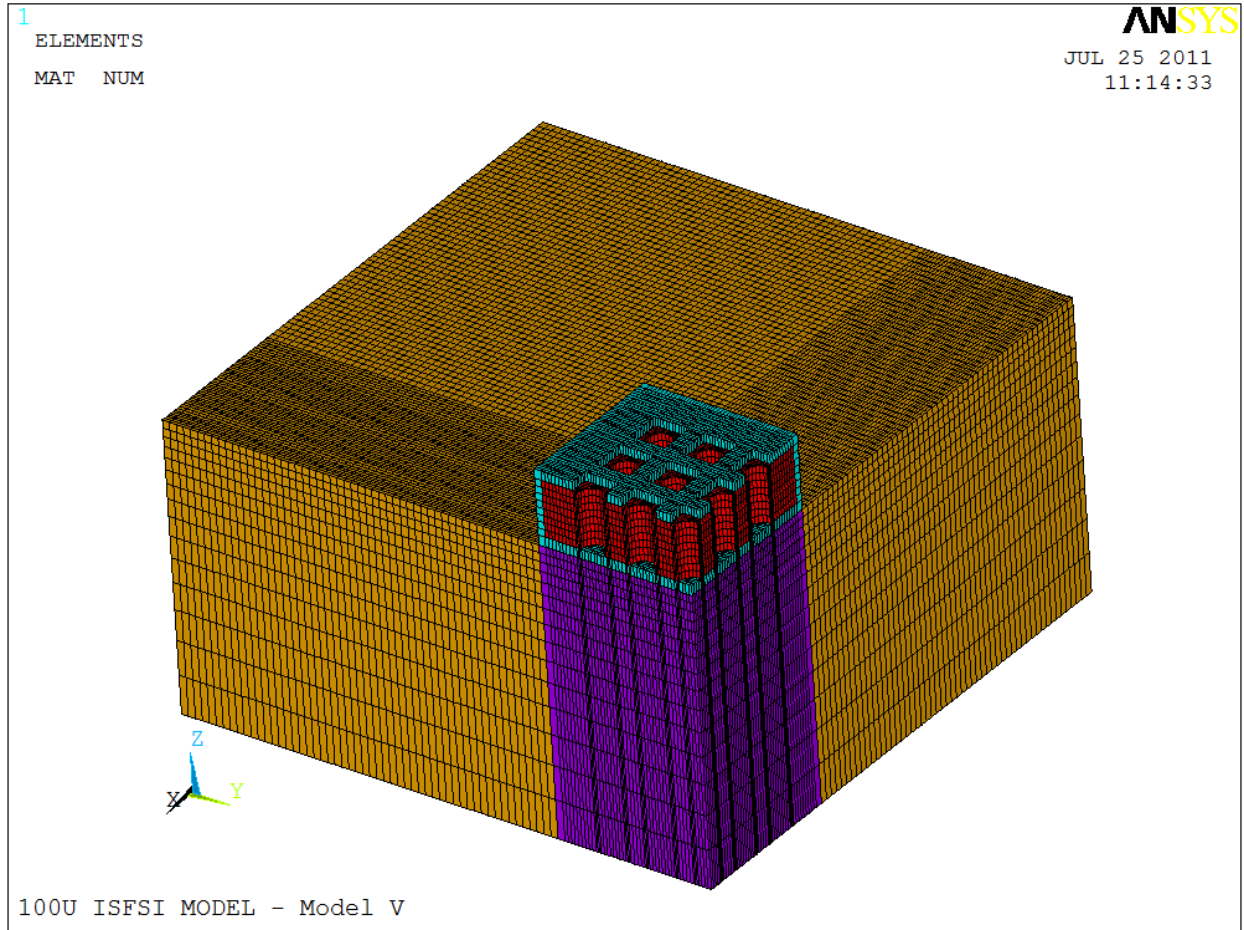 1
ELEMENTS
MAT NUM
ANSYS
JUL 25 2011
11:14:33
Z
X
Y
100U ISFSI MODEL - Model V